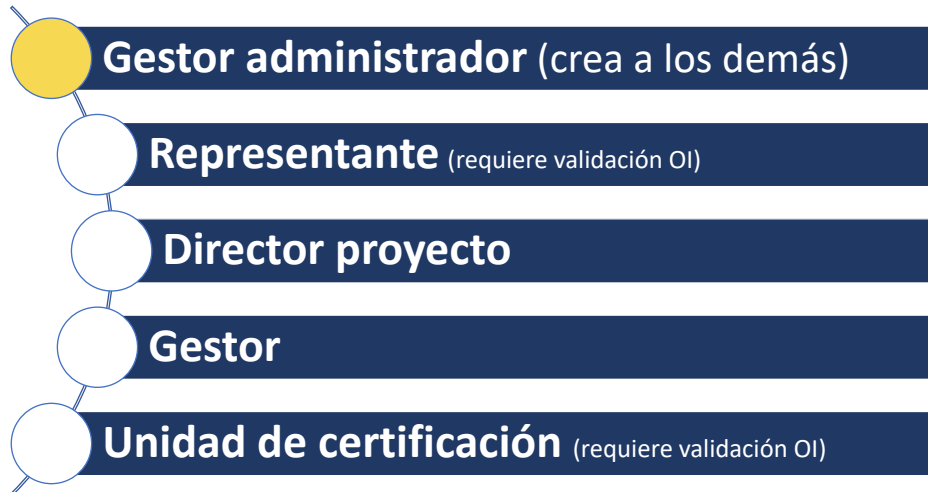 Gestor administrador (crea a los demás)
Representante (requiere validación OI)
Director proyecto
Gestor
Unidad de certificación (requiere validación OI)